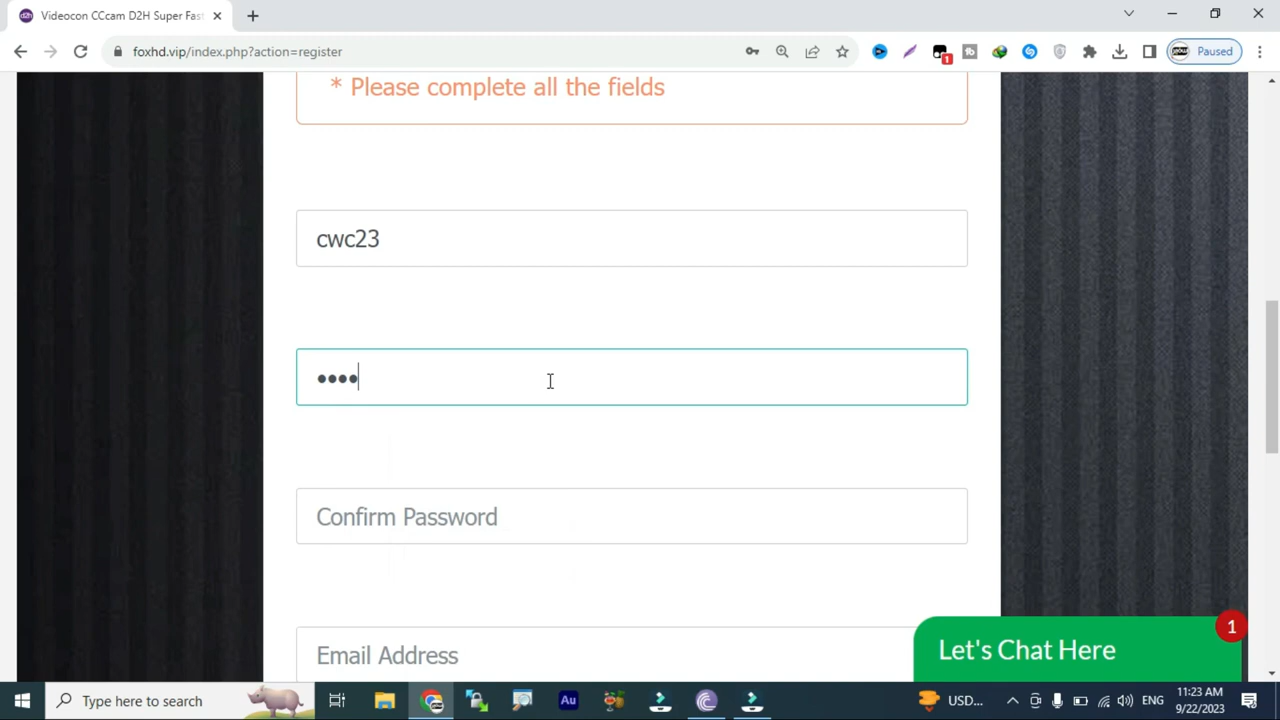 Videocon CCcam D2H Super Fast
foxhd.vip/index.php?action=register
1
Paused
* Please complete all the fields
cwc23
••••
Confirm Password
Email Address
Let's Chat Here
1
Type here to search
Au
USD...
ENG
11:23 AM
9/22/2023